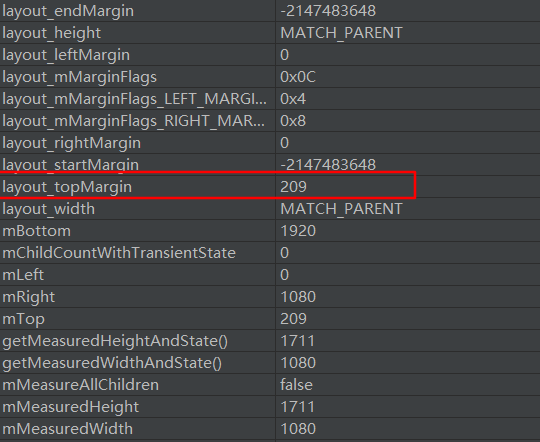 layout_endMargin -2147483648
layout_height MATCH_PARENT
layout_leftMargin 0
layout_mMarginFlags 0x0C
layout_mMarginFlags_LEFT_MARGI... 0x4
layout_mMarginFlags_RIGHT_MAR... 0x8
layout_rightMargin 0
layout_startMargin -2147483648
layout_topMargin 209
layout_width MATCH_PARENT
mBottom 1920
mChildCountWithTransientState 0
mLeft 0
mRight 1080
mTop 209
getMeasuredHeightAndState() 1711
getMeasuredWidthAndState() 1080
mMeasureAllChildren false
mMeasuredHeight 1711
mMeasuredWidth 1080